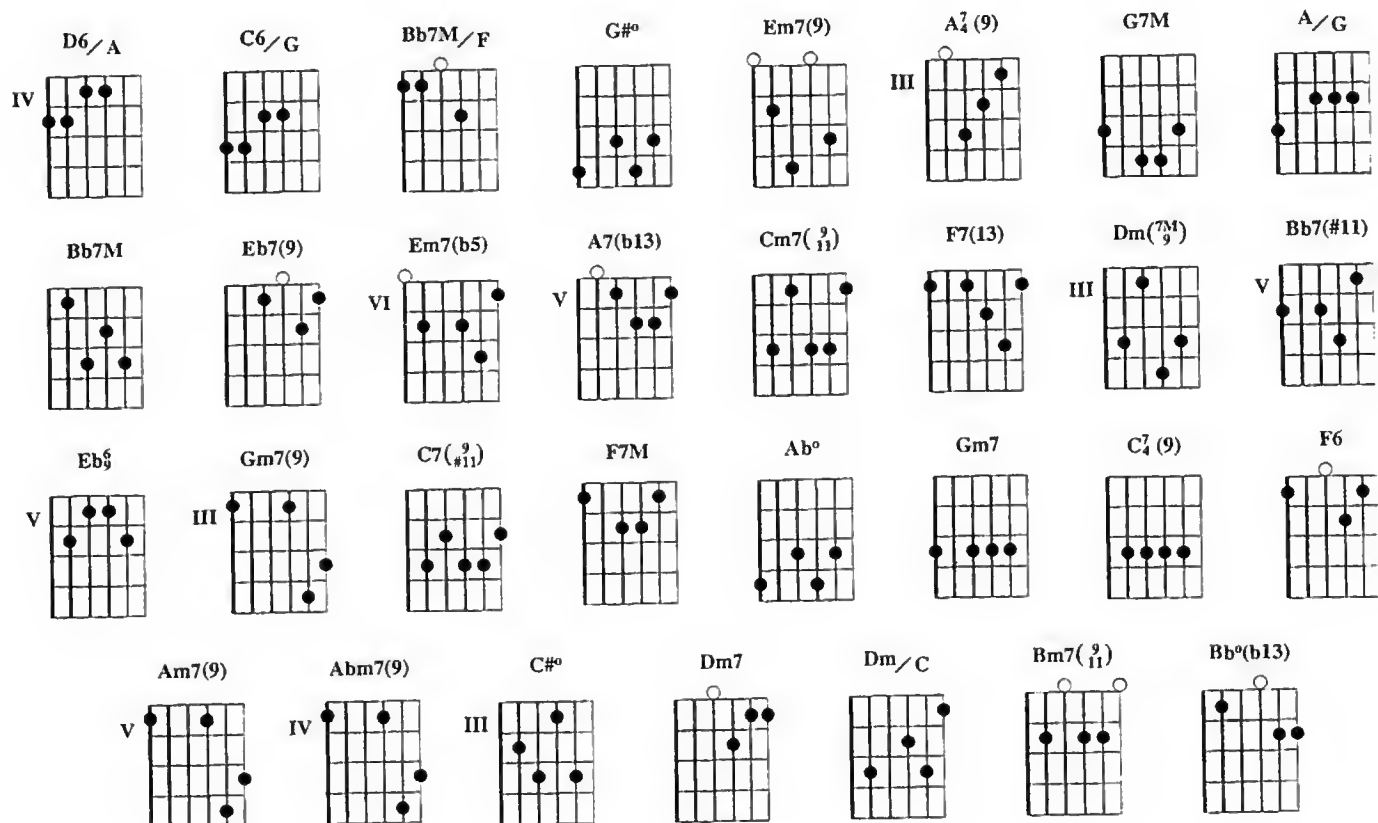 D6/A C6/G Bb7M/F G#º Em7(9) A7/4(9) G7M A/G
IV III
Bb7M Eb7(9) Em7(b5) A7(b13) Cm7(9/11) F7(13) Dm(7M/9) Bb7(#11)
VI V III V
Eb6/9 Gm7(9) C7(9/#11) F7M Abº Gm7 C7/4(9) F6
V III
Am7(9) Abm7(9) C#º Dm7 Dm/C Bm7(9/11) Bbº(b13)
V IV III